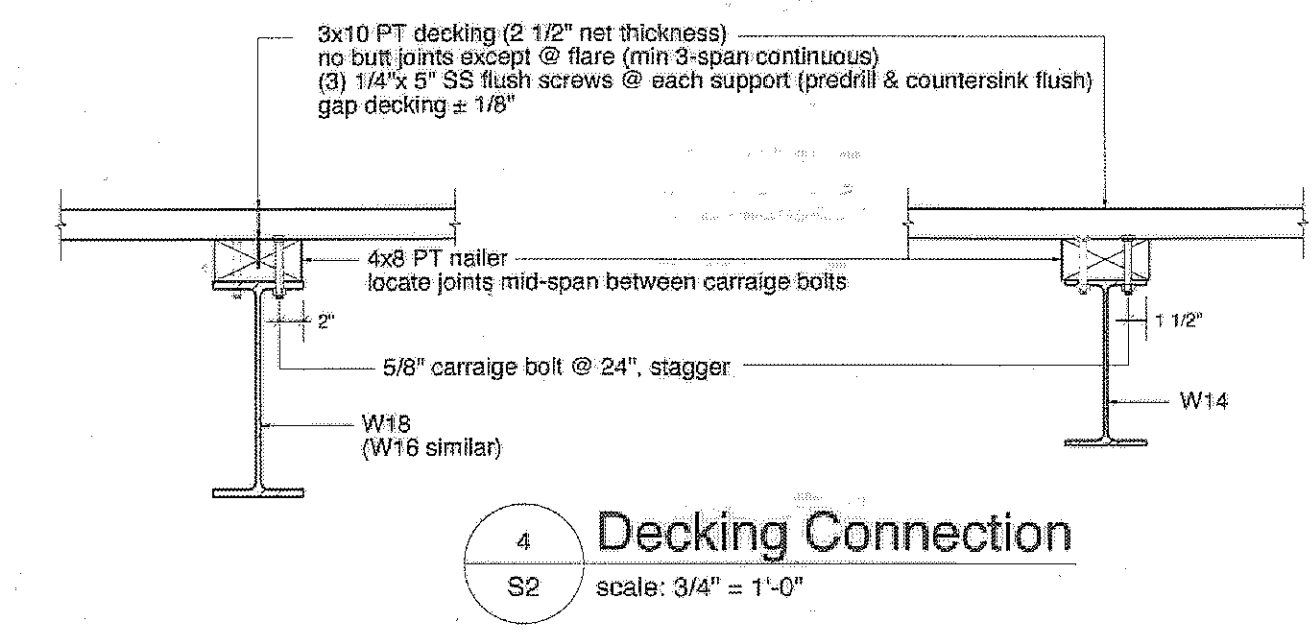 3x10 PT decking (2 1/2" net thickness)
no butt joints except @ flare (min 3-span continuous)
(3) 1/4"x 5" SS flush screws @ each support (predrill & countersink flush)
gap decking ± 1/8"
4x8 PT nailer
locate joints mid-span between carraige bolts
2"
1 1/2"
5/8" carraige bolt @ 24", stagger
W18
(W16 similar)
W14
4
S2
Decking Connection
scale: 3/4" = 1'-0"